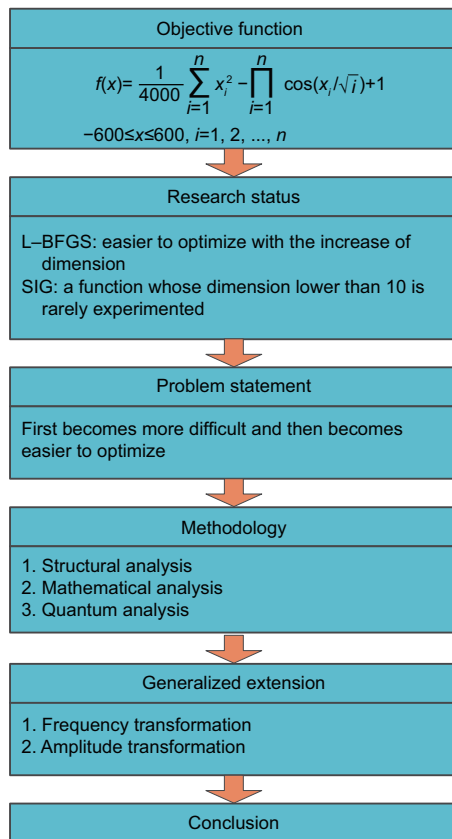 Objective function
f(x)= 1/4000 ∑_{i=1}^{n} x_i^2 − ∏_{i=1}^{n} cos(x_i/√i)+1
−600≤x≤600, i=1, 2, ..., n
Research status
L–BFGS: easier to optimize with the increase of
dimension
SIG: a function whose dimension lower than 10 is
rarely experimented
Problem statement
First becomes more difficult and then becomes
easier to optimize
Methodology
1. Structural analysis
2. Mathematical analysis
3. Quantum analysis
Generalized extension
1. Frequency transformation
2. Amplitude transformation
Conclusion